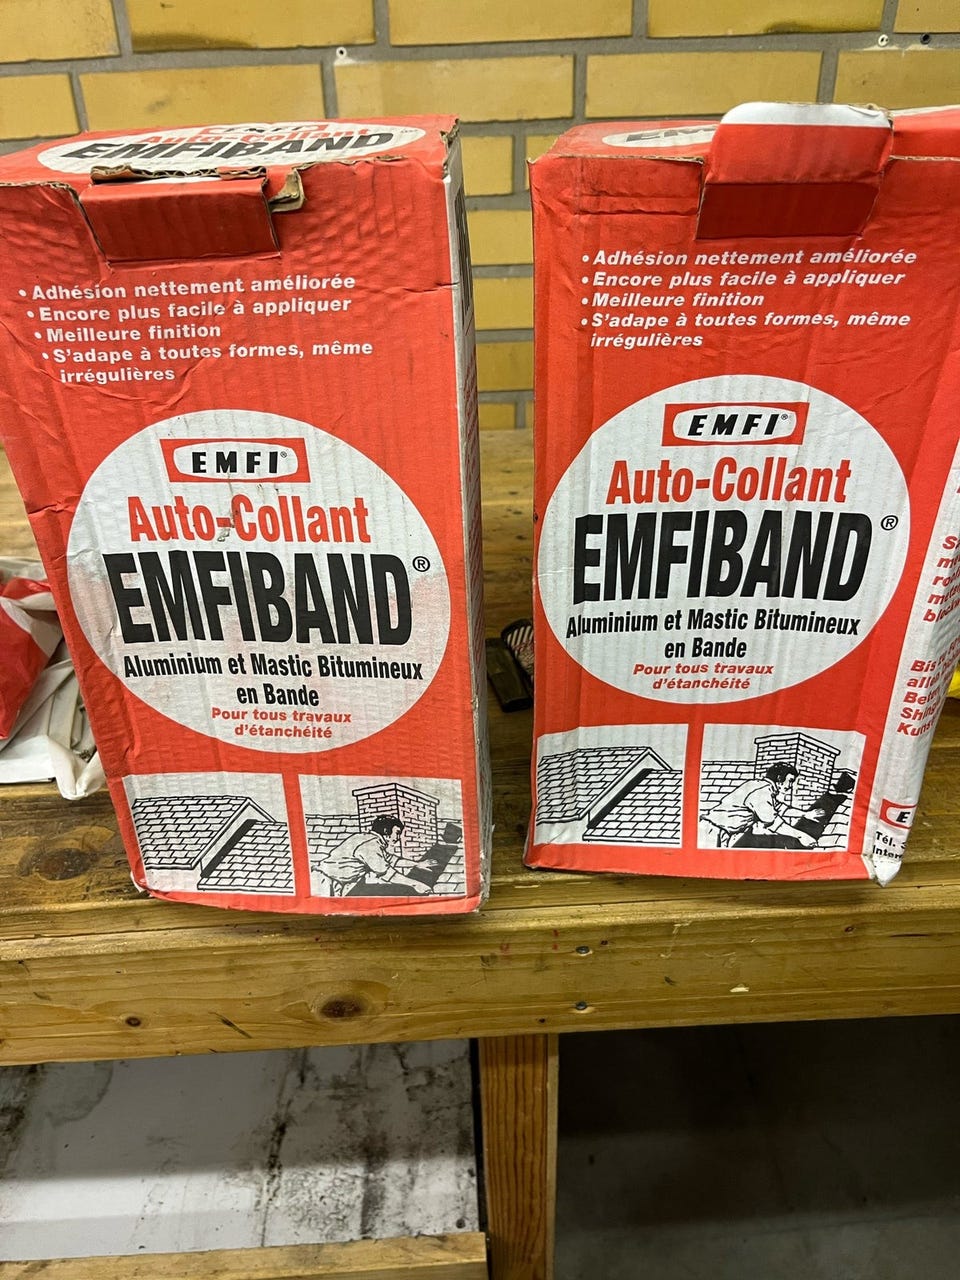 Auto-Collant
EMFIBAND
• Adhésion nettement améliorée
• Encore plus facile à appliquer
• Meilleure finition
• S'adape à toutes formes, même
irrégulières
EMFI®
Auto-Collant
EMFIBAND®
Aluminium et Mastic Bitumineux
en Bande
Pour tous travaux
d'étanchéité
• Adhésion nettement améliorée
• Encore plus facile à appliquer
• Meilleure finition
• S'adape à toutes formes, même
irrégulières
EMFI®
Auto-Collant
EMFIBAND®
Aluminium et Mastic Bitumineux
en Bande
Pour tous travaux
d'étanchéité
Tél.